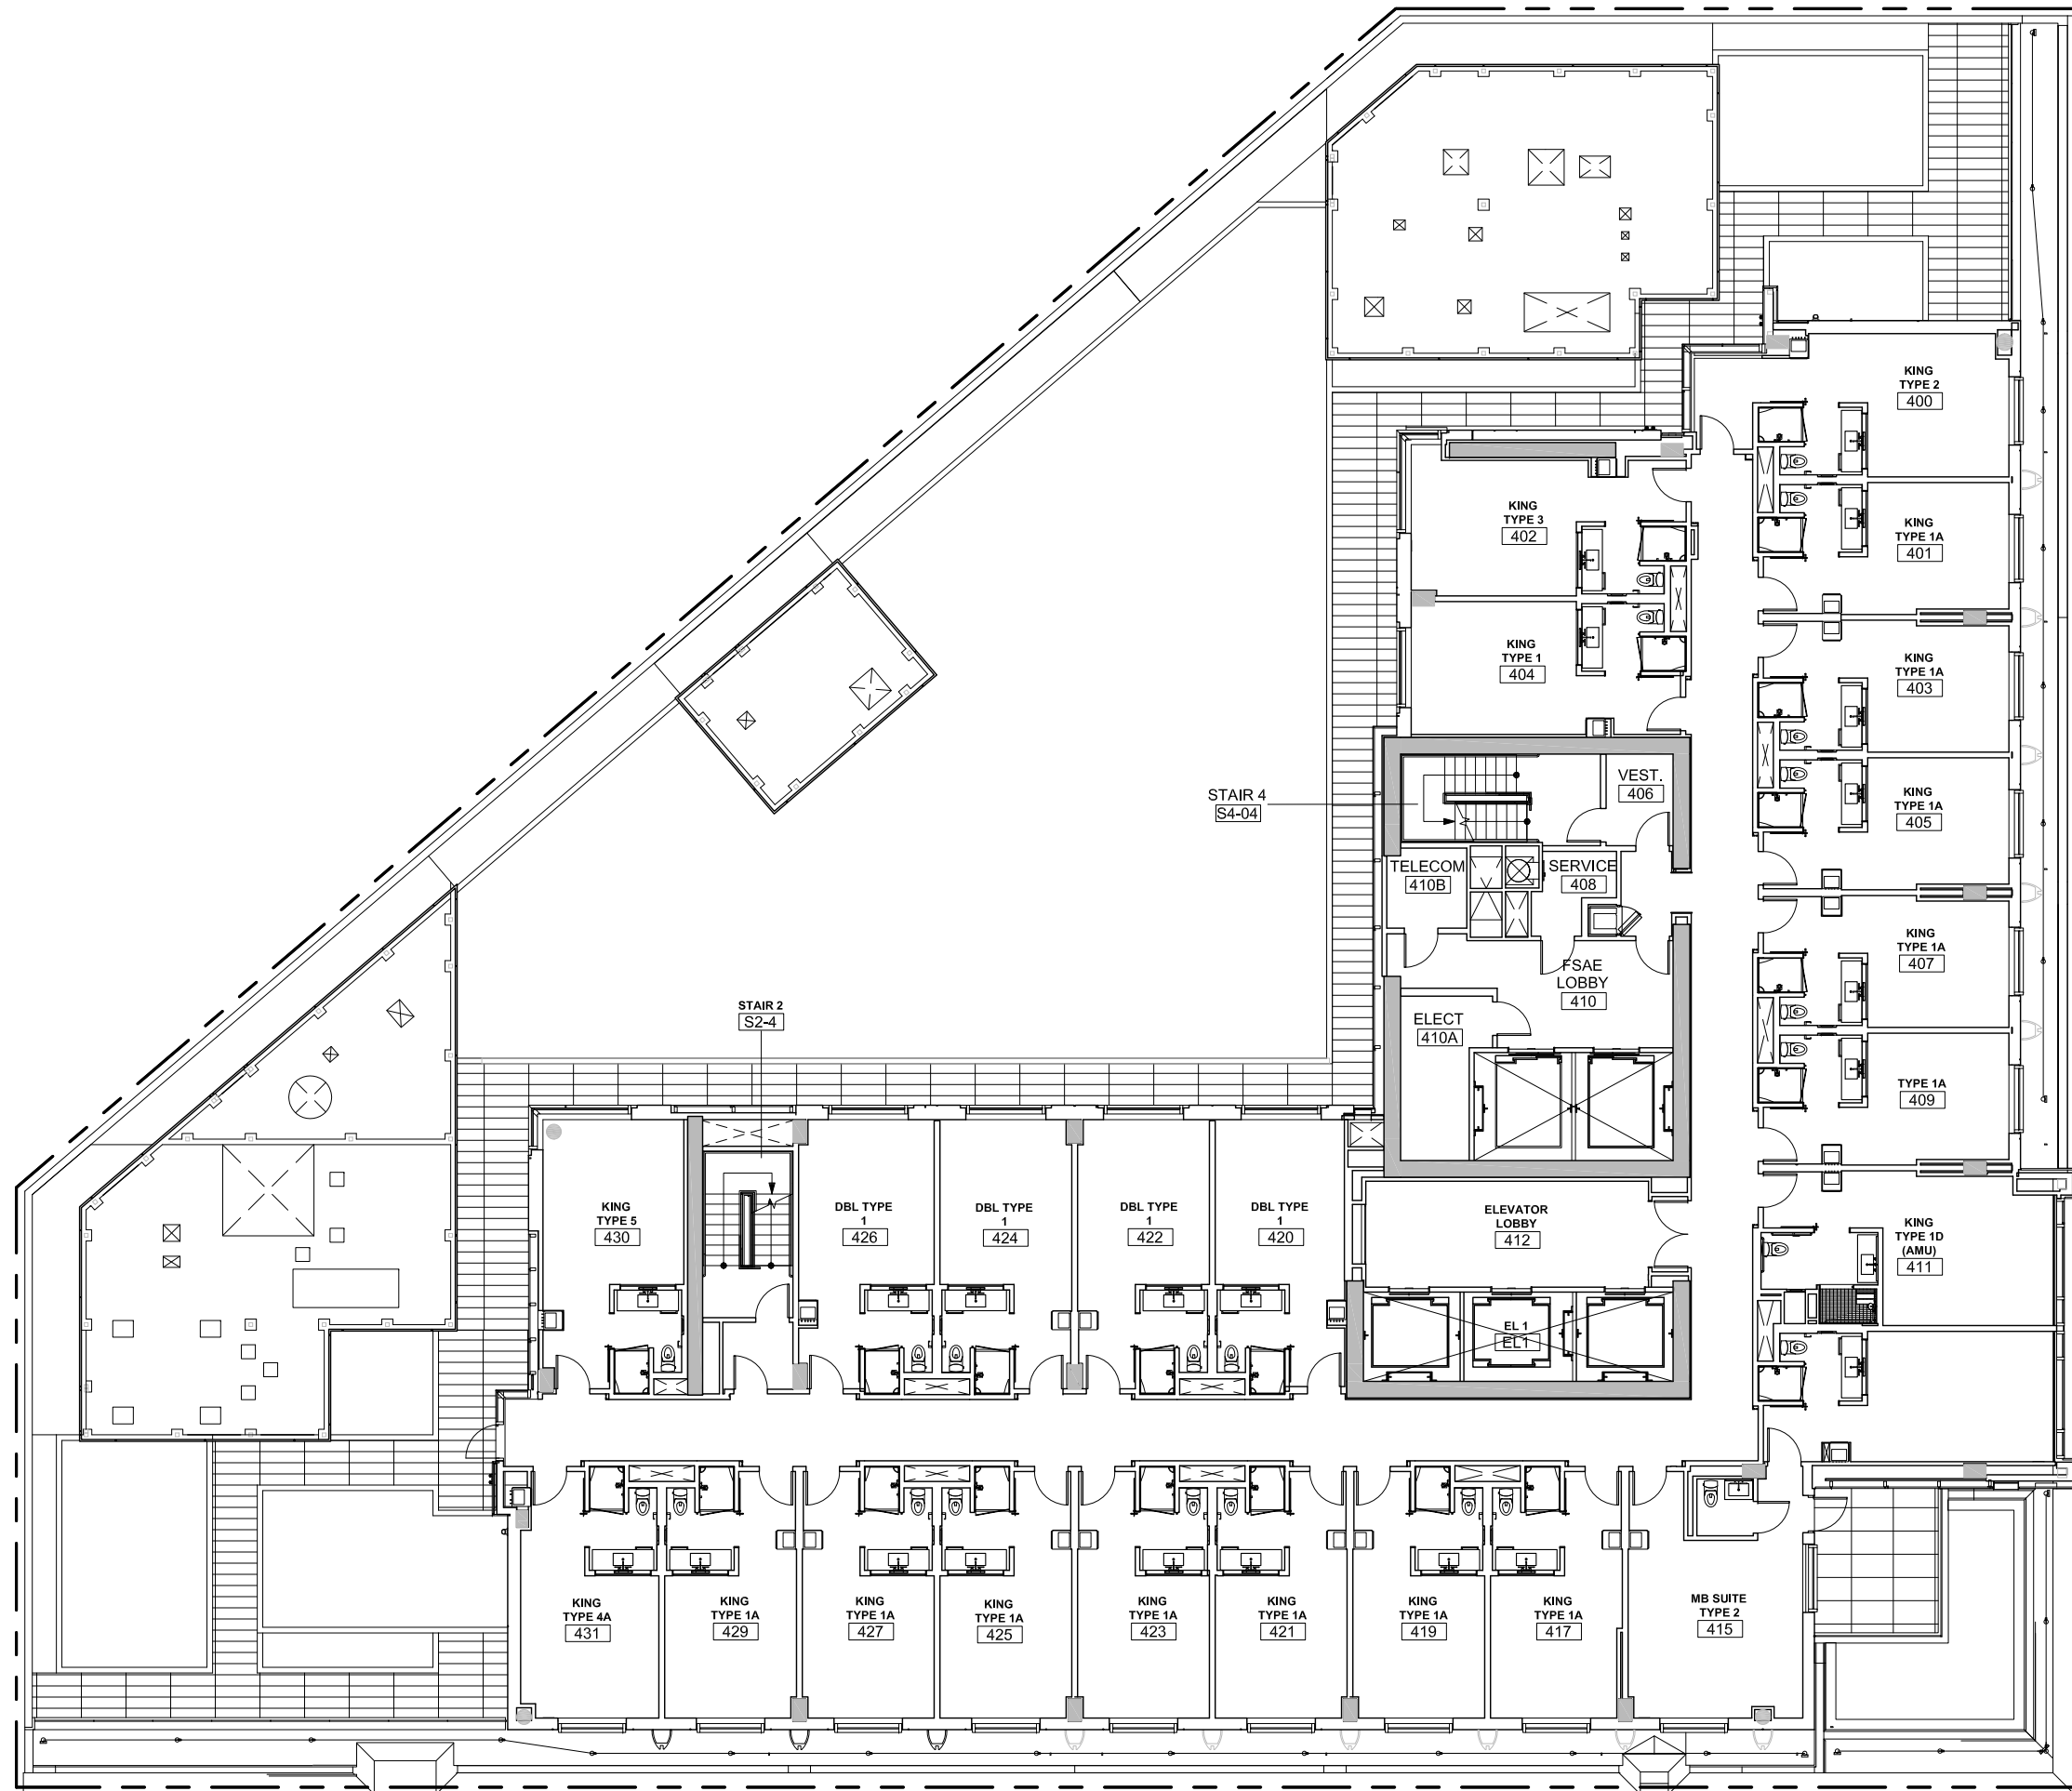 KING
TYPE 2
400
KING
TYPE 3
402
KING
TYPE 1A
401
KING
TYPE 1
404
KING
TYPE 1A
403
STAIR 4
S4-04
VEST.
406
KING
TYPE 1A
405
TELECOM
410B
SERVICE
408
KING
TYPE 1A
407
FSAE
LOBBY
410
STAIR 2
S2-4
ELECT
410A
TYPE 1A
409
KING
TYPE 5
430
DBL TYPE
1
426
DBL TYPE
1
424
DBL TYPE
1
422
DBL TYPE
1
420
ELEVATOR
LOBBY
412
KING
TYPE 1D
(AMU)
411
EL 1
EL1
KING
TYPE 4A
431
KING
TYPE 1A
429
KING
TYPE 1A
427
KING
TYPE 1A
425
KING
TYPE 1A
423
KING
TYPE 1A
421
KING
TYPE 1A
419
KING
TYPE 1A
417
MB SUITE
TYPE 2
415